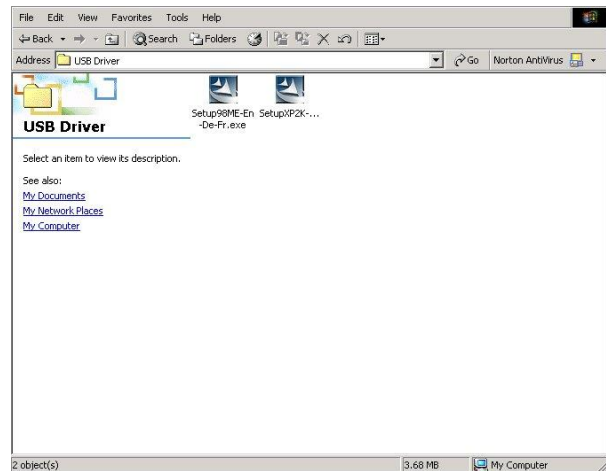 File Edit View Favorites Tools Help
Back Search Folders
Address USB Driver Go Norton AntiVirus
USB Driver
Setup98ME-En
-De-Fr.exe
SetupXP2K-...
Select an item to view its description.
See also:
My Documents
My Network Places
My Computer
2 object(s) 3.68 MB My Computer